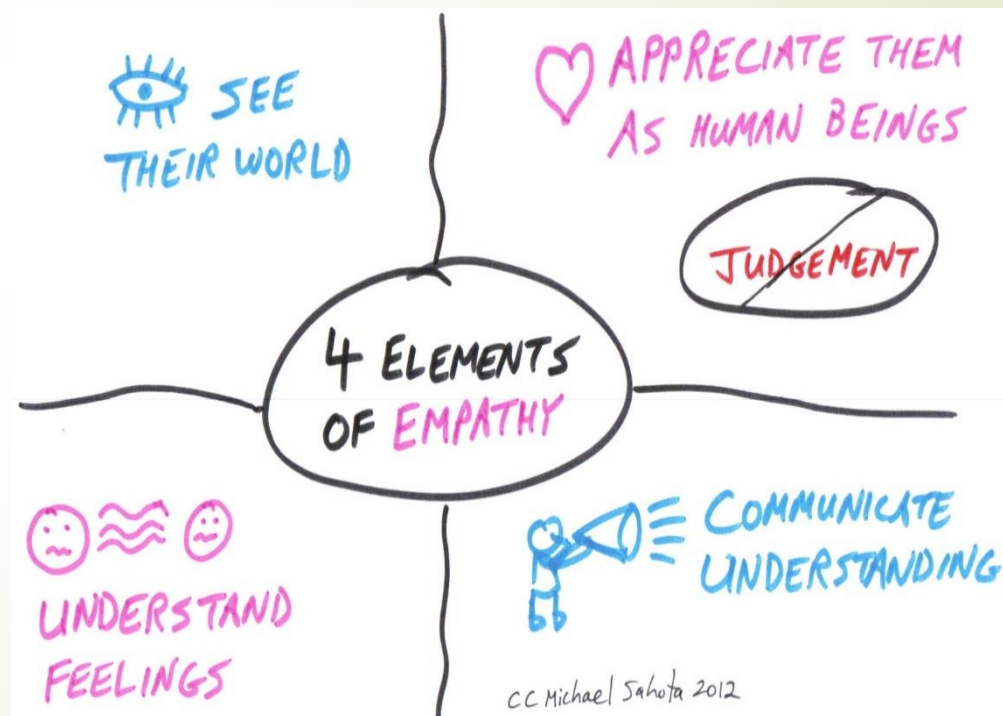 SEE
THEIR WORLD
APPRECIATE THEM
AS HUMAN BEINGS
JUDGEMENT
4 ELEMENTS
OF EMPATHY
UNDERSTAND
FEELINGS
COMMUNICATE
UNDERSTANDING
CC Michael Sahota 2012